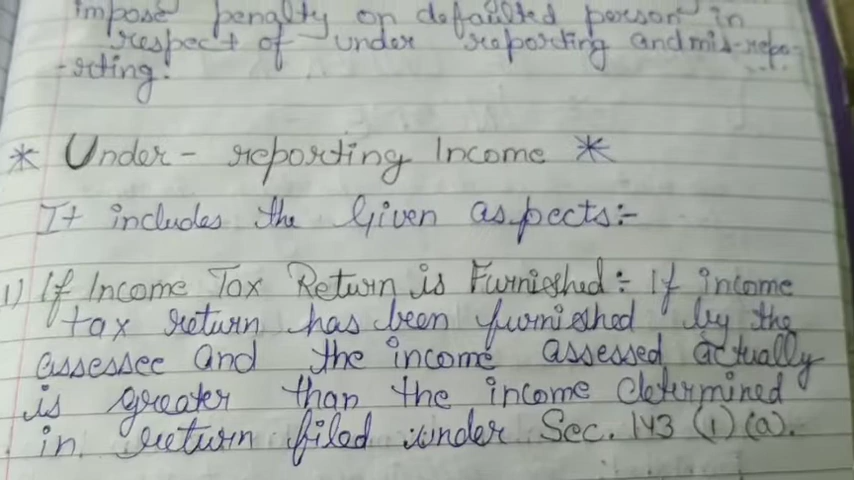 impose penalty on defaulted person in
respect of under reporting and mis-repo-
-rting.
* Under - reporting Income *
It includes the Given aspects:-
1) If Income Tax Return is Furnished:- If income
tax return has been furnished by the
assessee and the income assessed actually
is greater than the income determined
in return filed under Sec. 143 (1) (a).